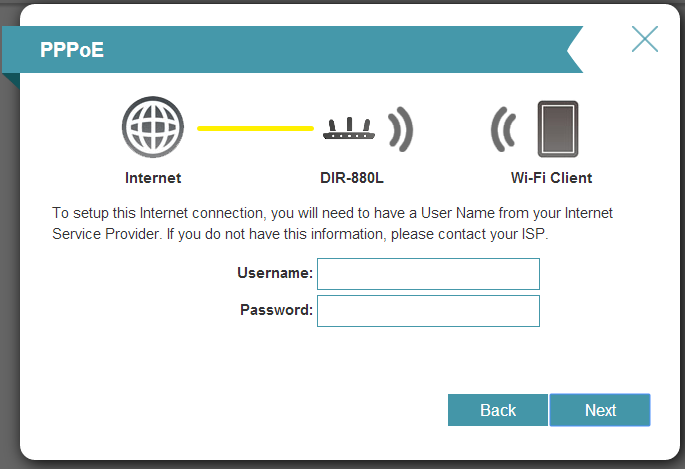 PPPoE
Internet
DIR-880L
Wi-Fi Client
To setup this Internet connection, you will need to have a User Name from your Internet
Service Provider. If you do not have this information, please contact your ISP.
Username:
Password:
Back
Next